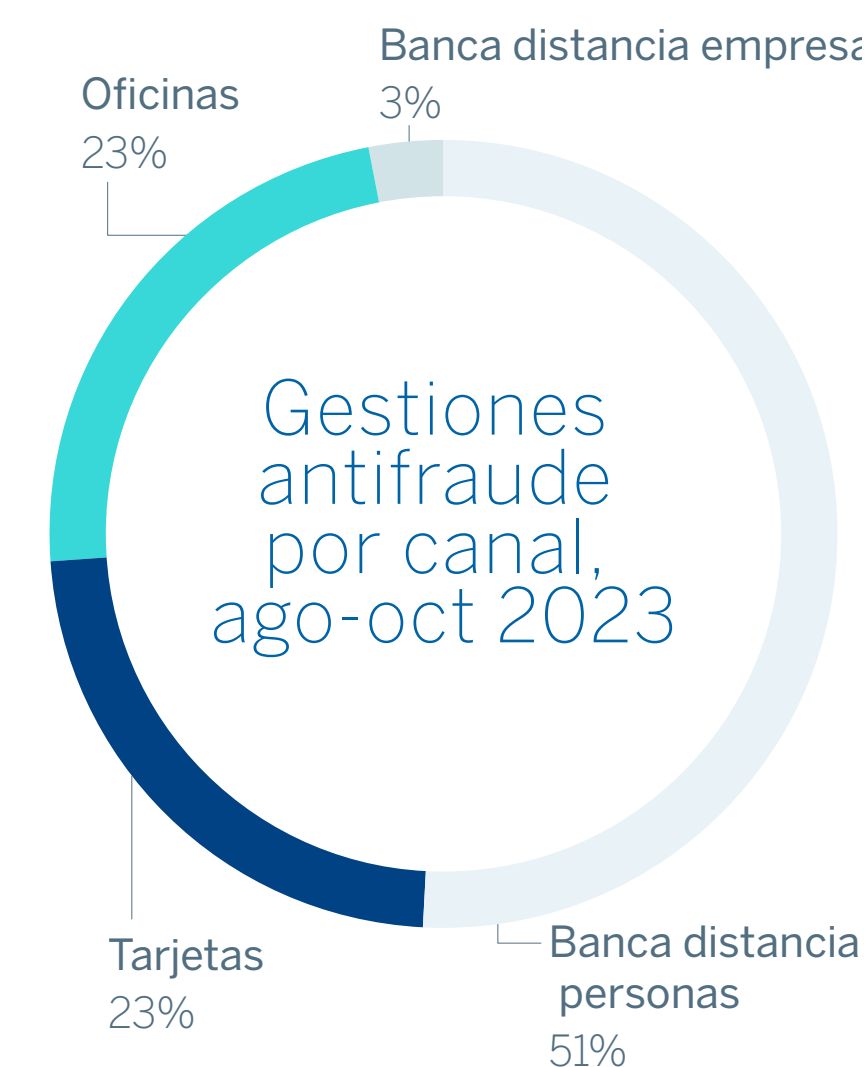 Banca distancia empresa
3%
Oficinas
23%
Gestiones
antifraude
por canal,
ago-oct 2023
Tarjetas
23%
Banca distancia
personas
51%